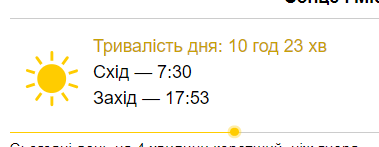 Тривалість дня: 10 год 23 хв
Схід — 7:30
Захід — 17:53